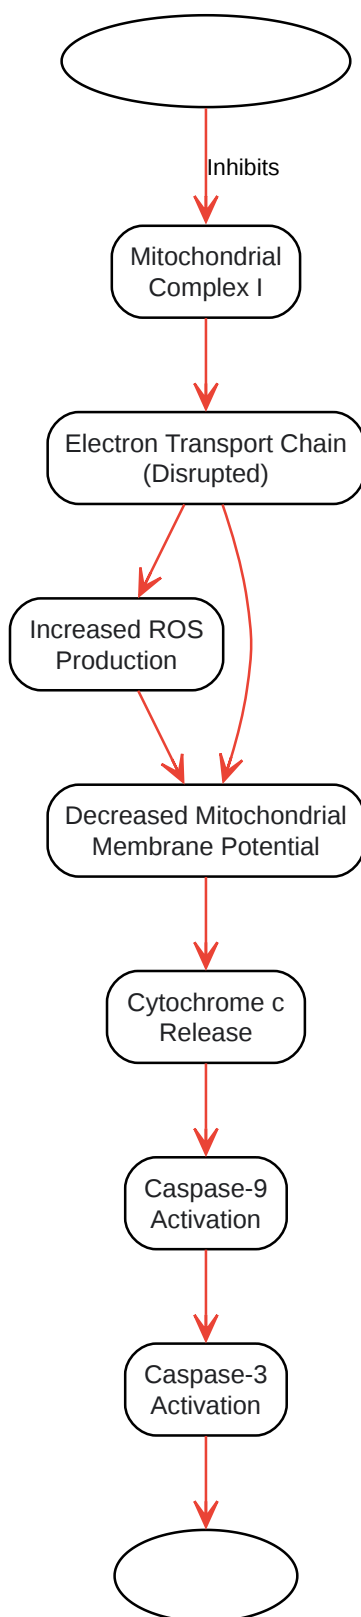 Inhibits
Mitochondrial
Complex I
Electron Transport Chain
(Disrupted)
Increased ROS
Production
Decreased Mitochondrial
Membrane Potential
Cytochrome c
Release
Caspase-9
Activation
Caspase-3
Activation